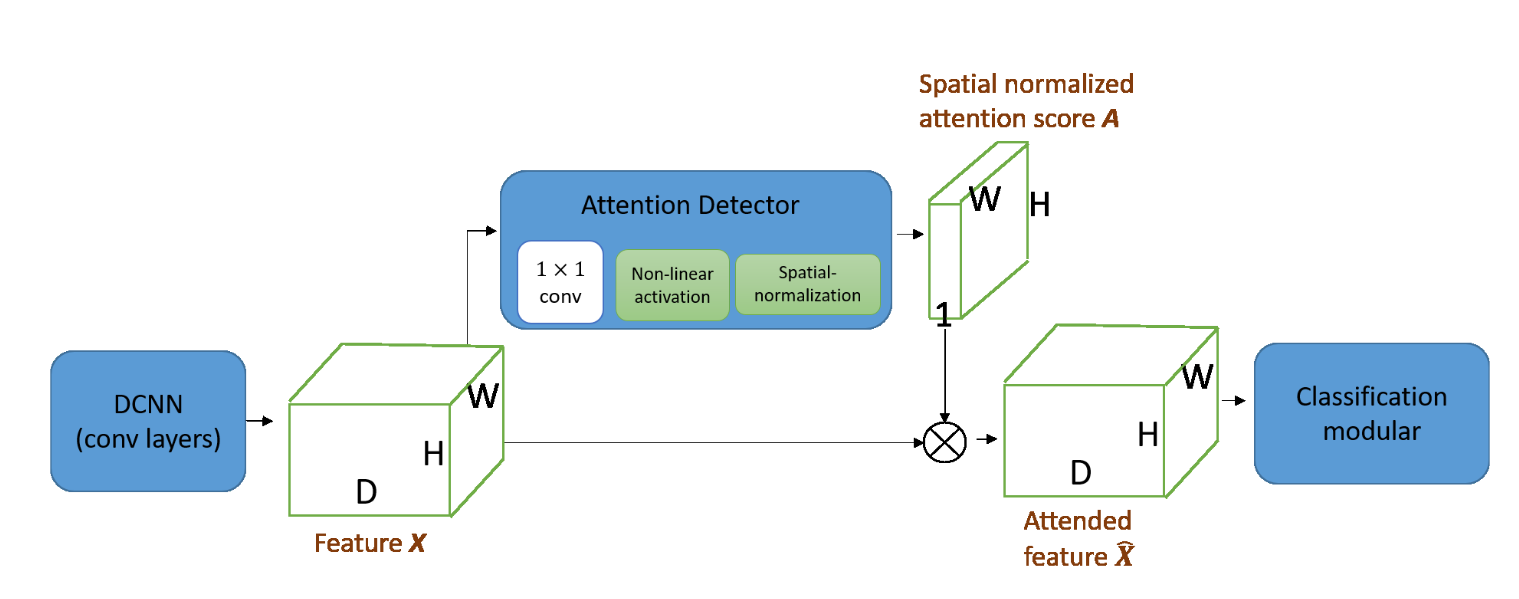 Spatial normalized
attention score A
W
H
1
Attention Detector
1 × 1
conv
Non-linear
activation
Spatial-
normalization
DCNN
(conv layers)
W
H
D
Feature X
W
H
D
Attended
feature X̂
Classification
modular